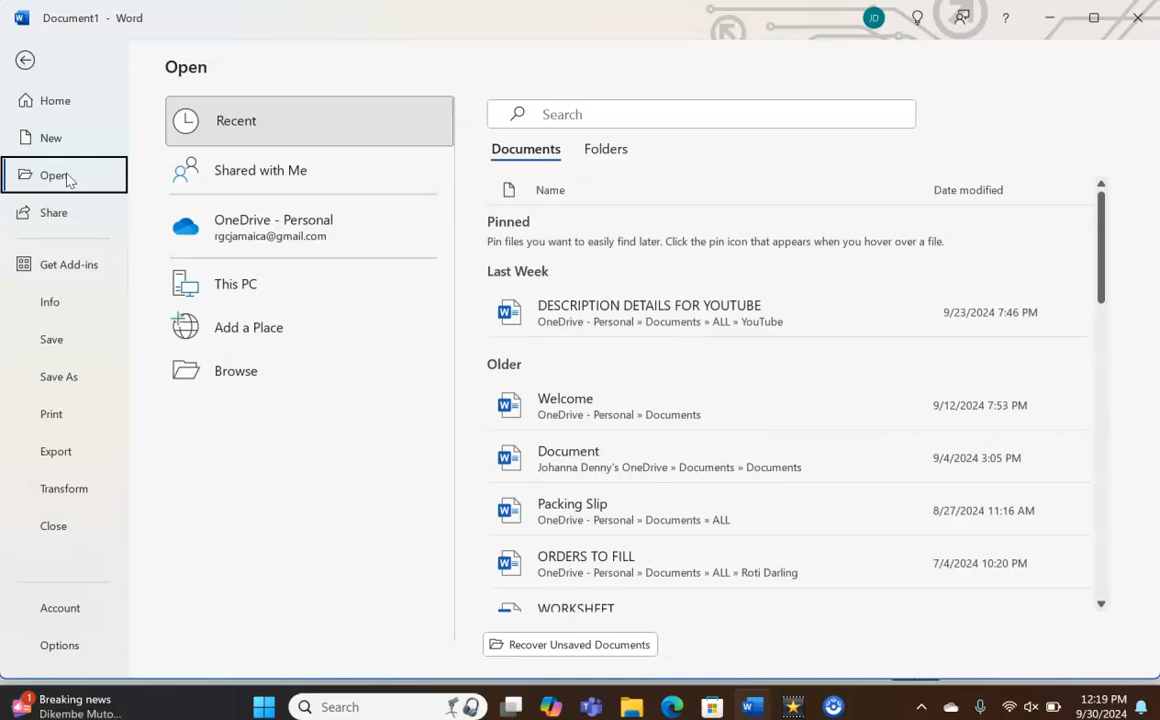 Document1 - Word
JD
?
Home
New
Open
Share
Get Add-ins
Info
Save
Save As
Print
Export
Transform
Close
Account
Options
Open
Recent
Shared with Me
OneDrive - Personal
rgcjamaica@gmail.com
This PC
Add a Place
Browse
Search
Documents Folders
Name Date modified
Pinned
Pin files you want to easily find later. Click the pin icon that appears when you hover over a file.
Last Week
DESCRIPTION DETAILS FOR YOUTUBE
OneDrive - Personal » Documents » ALL » YouTube
9/23/2024 7:46 PM
Older
Welcome
OneDrive - Personal » Documents
9/12/2024 7:53 PM
Document
Johanna Denny's OneDrive » Documents » Documents
9/4/2024 3:05 PM
Packing Slip
OneDrive - Personal » Documents » ALL
8/27/2024 11:16 AM
ORDERS TO FILL
OneDrive - Personal » Documents » ALL » Roti Darling
7/4/2024 10:20 PM
WORKSHEET
Recover Unsaved Documents
1
Breaking news
Dikembe Muto...
Search
12:19 PM
9/30/2024